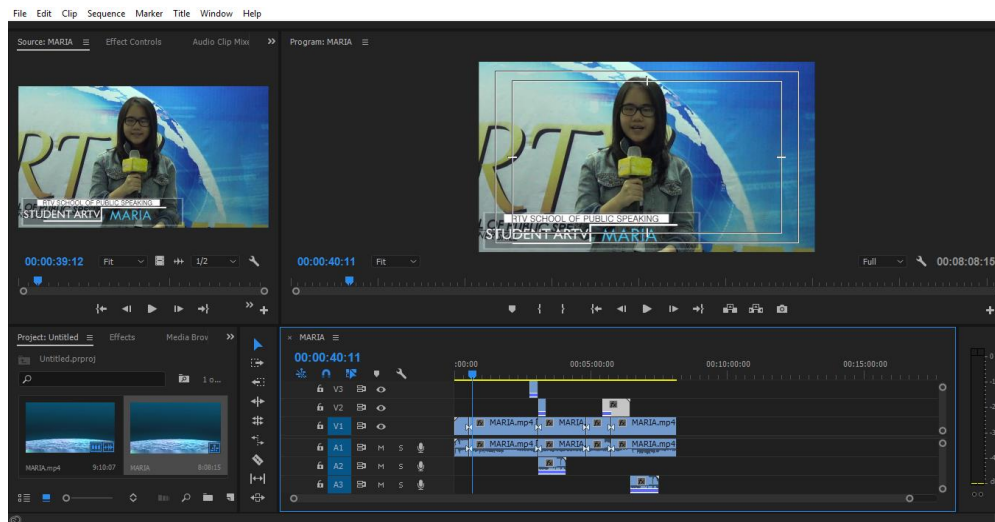 File Edit Clip Sequence Marker Title Window Help
Source: MARIA Effect Controls Audio Clip Mixe
Program: MARIA
RTV SCHOOL OF PUBLIC SPEAKING
STUDENT ARTV MARIA
RTV SCHOOL OF PUBLIC SPEAKING
STUDENT ARTV MARIA
00:00:39:12 Fit 1/2
00:00:40:11 Fit Full 00:08:08:15
Project: Untitled Effects Media Brov
Untitled.prproj
1 o...
MARIA.mp4 9:10:07 MARIA 8:08:15
MARIA
00:00:40:11
:00:00 00:05:00:00 00:10:00:00 00:15:00:00
V3
V2
V1 MARIA.mp4 MARIA. MARIA.mp4
A1 M S MARIA.mp4 MARIA. MARIA.mp4
A2 M S
A3 M S